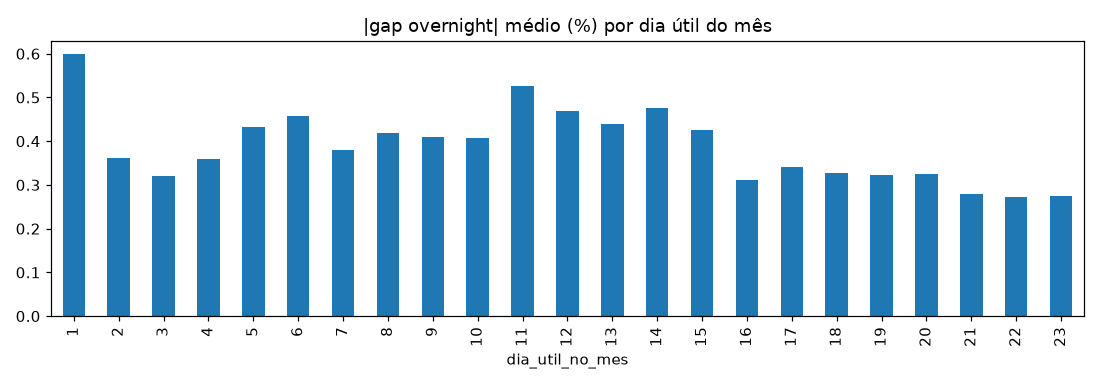 |gap overnight| médio (%) por dia útil do mês
0.6
0.5
0.4
0.3
0.2
0.1
0.0
1 2 3 4 5 6 7 8 9 10 11 12 13 14 15 16 17 18 19 20 21 22 23
dia_util_no_mes